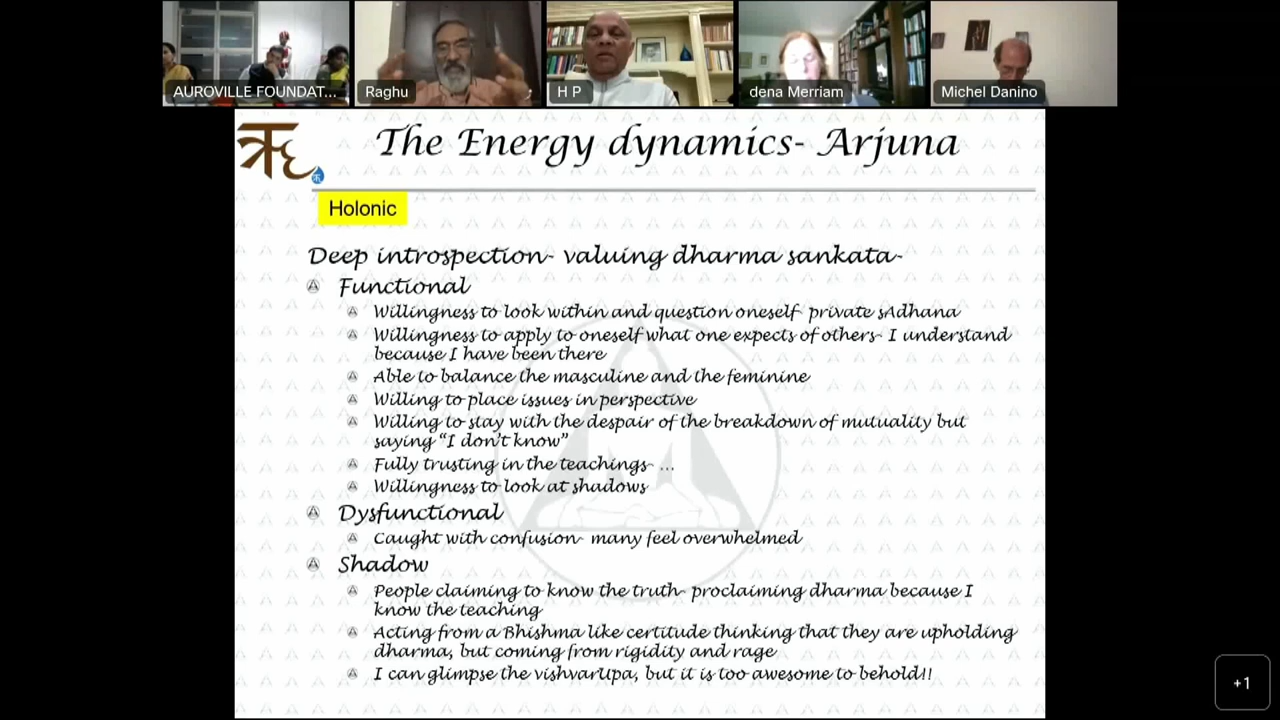 AUROVILLE FOUNDAT...
Raghu
H P
dena Merriam
Michel Danino
The Energy dynamics- Arjuna
Holonic
Deep introspection- valuing dharma sankata-
Functional
Willingness to look within and question oneself- private sAdhana
Willingness to apply to oneself what one expects of others- I understand
because I have been there
Able to balance the masculine and the feminine
Willing to place issues in perspective
Willing to stay with the despair of the breakdown of mutuality but
saying “I don’t know”
Fully trusting in the teachings- ...
Willingness to look at shadows
Dysfunctional
Caught with confusion- many feel overwhelmed
Shadow
People claiming to know the truth- proclaiming dharma because I
know the teaching
Acting from a Bhishma like certitude thinking that they are upholding
dharma, but coming from rigidity and rage
I can glimpse the vishvarUpa, but it is too awesome to behold!!
+1